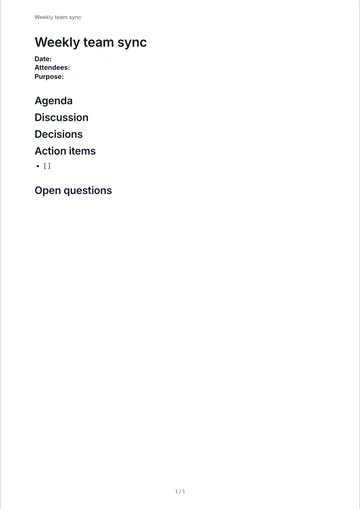 Weekly team sync
Weekly team sync
Date:
Attendees:
Purpose:
Agenda
Discussion
Decisions
Action items
• [ ]
Open questions
1 / 1